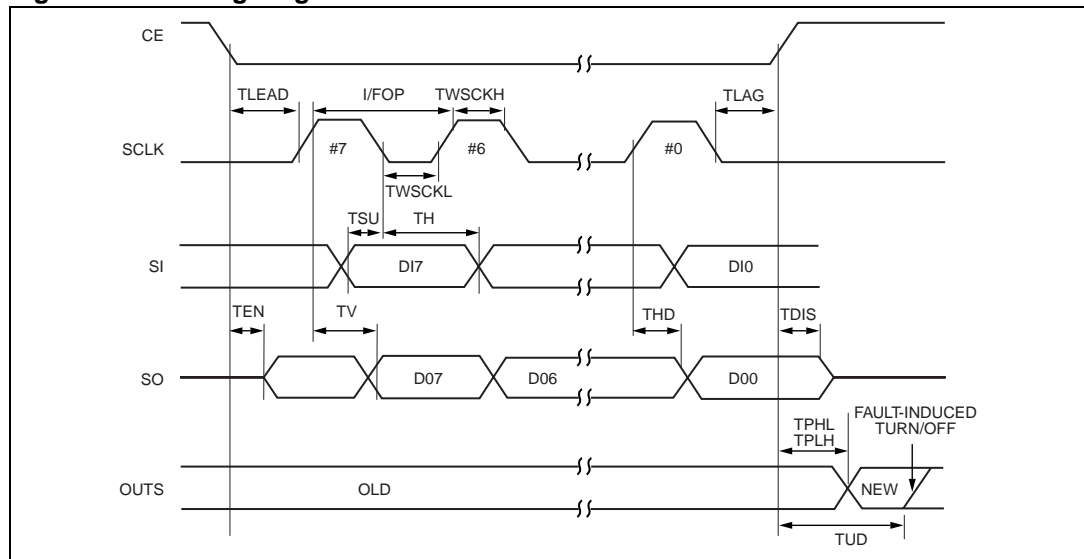 CE
TLEAD
I/FOP
TWSCKH
TLAG
SCLK
#7
#6
#0
TWSCKL
TSU
TH
SI
DI7
DI0
TEN
TV
THD
TDIS
SO
D07
D06
D00
TPHL
TPLH
FAULT-INDUCED
TURN/OFF
OUTS
OLD
NEW
TUD